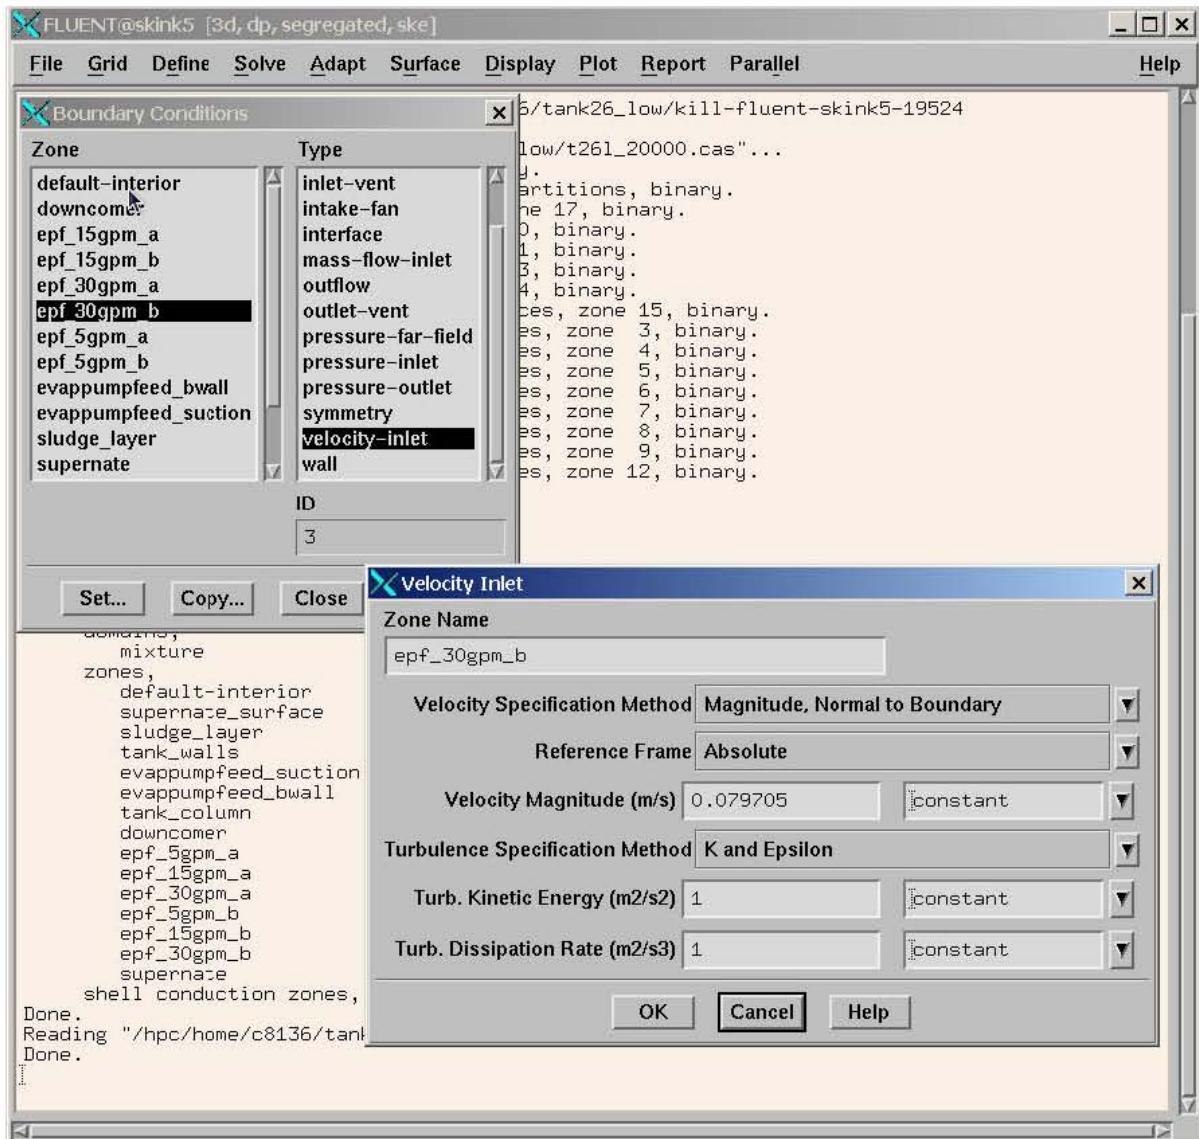 FLUENT@skink5 [3d, dp, segregated, ske]
File Grid Define Solve Adapt Surface Display Plot Report Parallel Help
Boundary Conditions
Zone
default-interior
downcomer
epf_15gpm_a
epf_15gpm_b
epf_30gpm_a
epf_30gpm_b
epf_5gpm_a
epf_5gpm_b
evappumpfeed_bwall
evappumpfeed_suction
sludge_layer
supernate
Type
inlet-vent
intake-fan
interface
mass-flow-inlet
outflow
outlet-vent
pressure-far-field
pressure-inlet
pressure-outlet
symmetry
velocity-inlet
wall
ID
3
Set... Copy... Close
6/tank26_low/kill-fluent-skink5-19524
low/t26l_20000.cas"...
y.
artitions, binary.
ne 17, binary.
0, binary.
1, binary.
3, binary.
4, binary.
ces, zone 15, binary.
es, zone 3, binary.
es, zone 4, binary.
es, zone 5, binary.
es, zone 6, binary.
es, zone 7, binary.
es, zone 8, binary.
es, zone 9, binary.
es, zone 12, binary.
domains,
mixture
zones,
default-interior
supernate_surface
sludge_layer
tank_walls
evappumpfeed_suction
evappumpfeed_bwall
tank_column
downcomer
epf_5gpm_a
epf_15gpm_a
epf_30gpm_a
epf_5gpm_b
epf_15gpm_b
epf_30gpm_b
supernate
shell conduction zones,
Done.
Reading "/hpc/home/c8136/tank
Done.
Velocity Inlet
Zone Name
epf_30gpm_b
Velocity Specification Method Magnitude, Normal to Boundary
Reference Frame Absolute
Velocity Magnitude (m/s) 0.079705 constant
Turbulence Specification Method K and Epsilon
Turb. Kinetic Energy (m2/s2) 1 constant
Turb. Dissipation Rate (m2/s3) 1 constant
OK Cancel Help